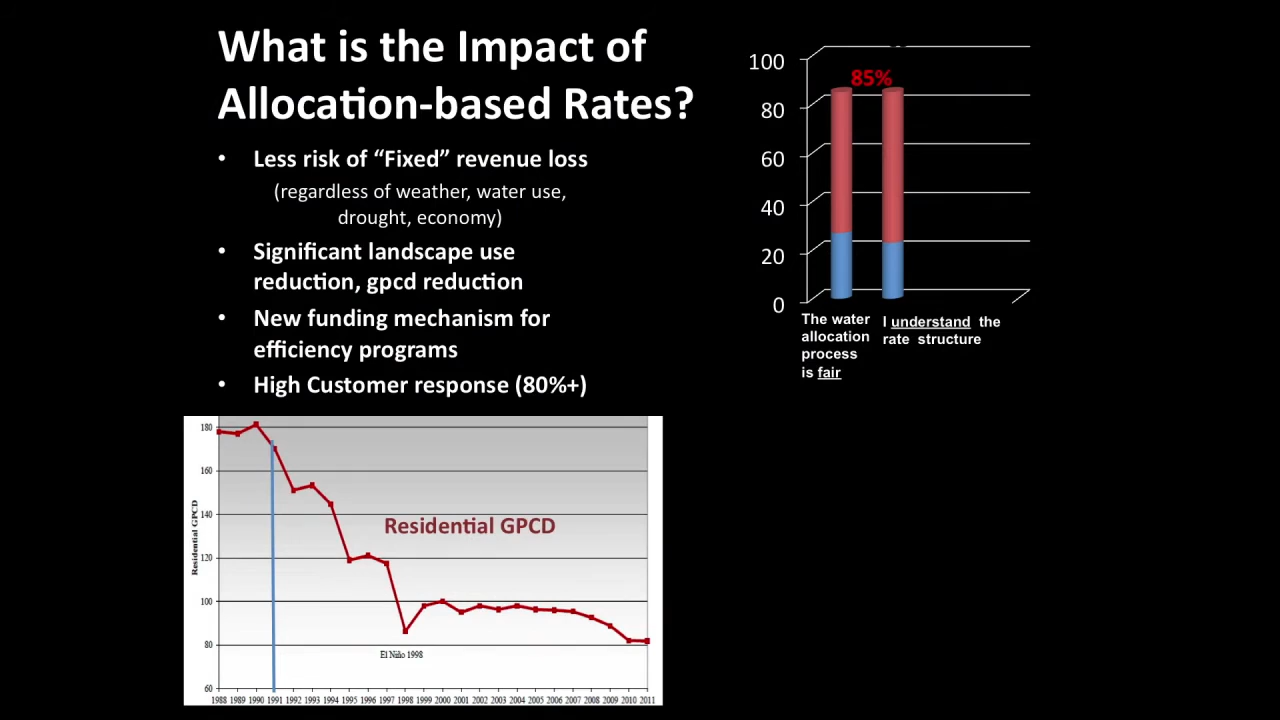 What is the Impact of
Allocation-based Rates?
• Less risk of “Fixed” revenue loss
(regardless of weather, water use,
drought, economy)
• Significant landscape use
reduction, gpcd reduction
• New funding mechanism for
efficiency programs
• High Customer response (80%+)
100
80
60
40
20
0
85%
The water
allocation
process
is fair
I understand the
rate structure
180
160
140
120
100
80
60
Residential GPCD
Residential GPCD
El Niño 1998
1988 1989 1990 1991 1992 1993 1994 1995 1996 1997 1998 1999 2000 2001 2002 2003 2004 2005 2006 2007 2008 2009 2010 2011